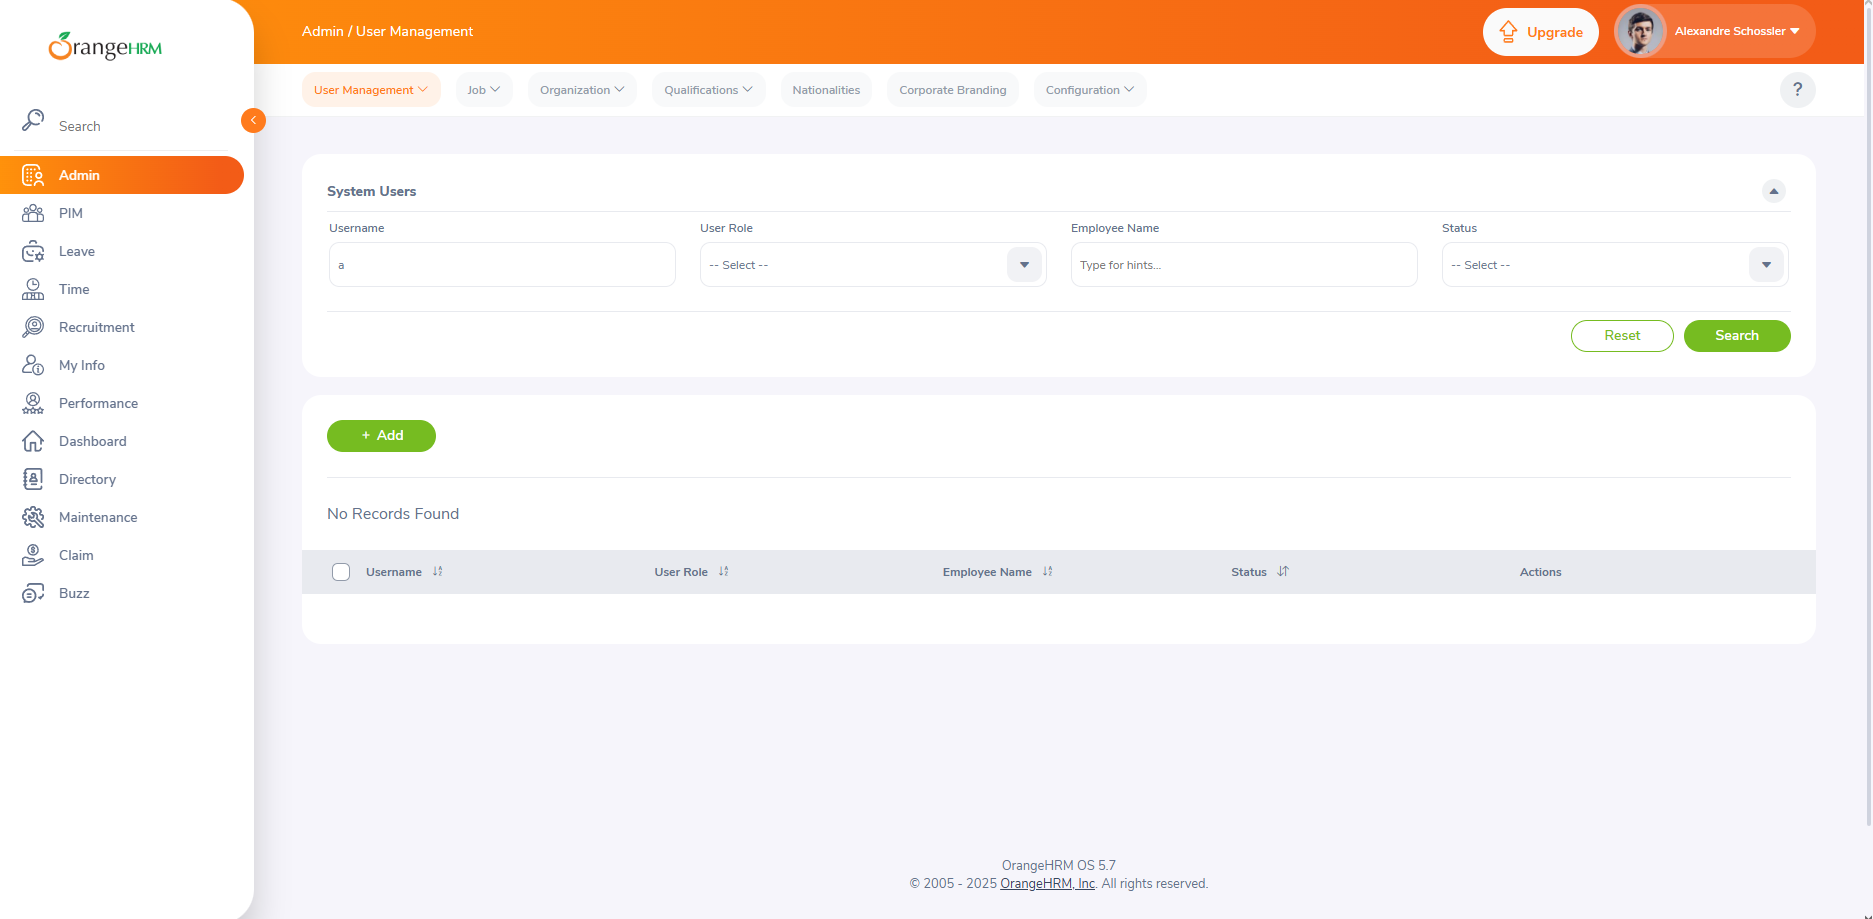 OrangeHRM
Admin / User Management
Upgrade
Alexandre Schossler
User Management
Job
Organization
Qualifications
Nationalities
Corporate Branding
Configuration
?
Search
Admin
PIM
Leave
Time
Recruitment
My Info
Performance
Dashboard
Directory
Maintenance
Claim
Buzz
System Users
Username
User Role
Employee Name
Status
a
-- Select --
Type for hints...
-- Select --
Reset
Search
+ Add
No Records Found
Username
User Role
Employee Name
Status
Actions
OrangeHRM OS 5.7
© 2005 - 2025 OrangeHRM, Inc. All rights reserved.